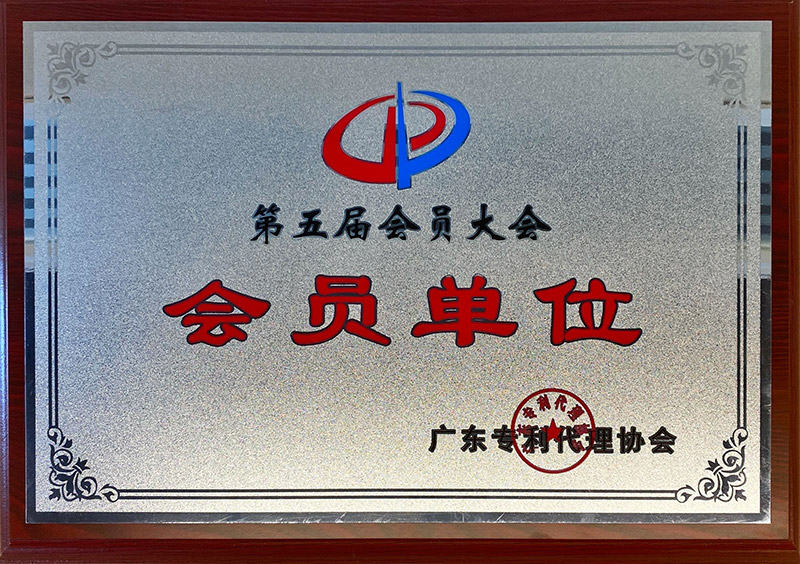 第五届会员大会
会员单位
广东专利代理协会